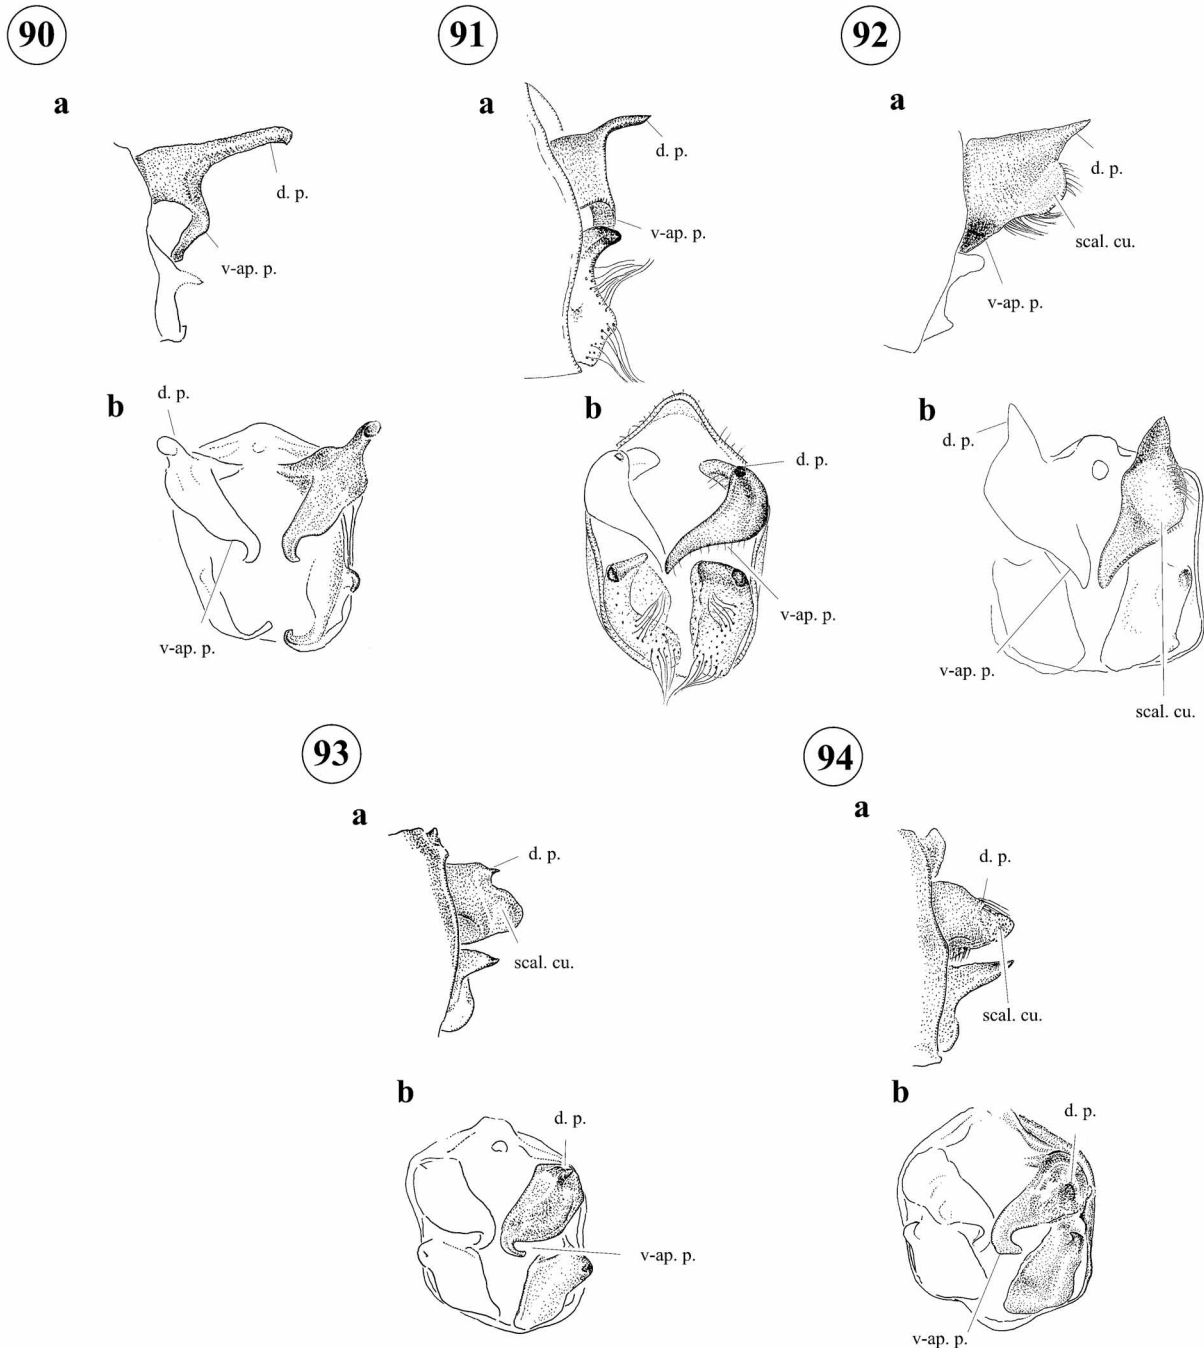 90
91
92
a
d. p.
v-ap. p.
a
d. p.
v-ap. p.
a
d. p.
scal. cu.
v-ap. p.
b
d. p.
v-ap. p.
b
d. p.
v-ap. p.
b
d. p.
v-ap. p.
scal. cu.
93
94
a
d. p.
scal. cu.
a
d. p.
scal. cu.
b
d. p.
v-ap. p.
b
d. p.
v-ap. p.